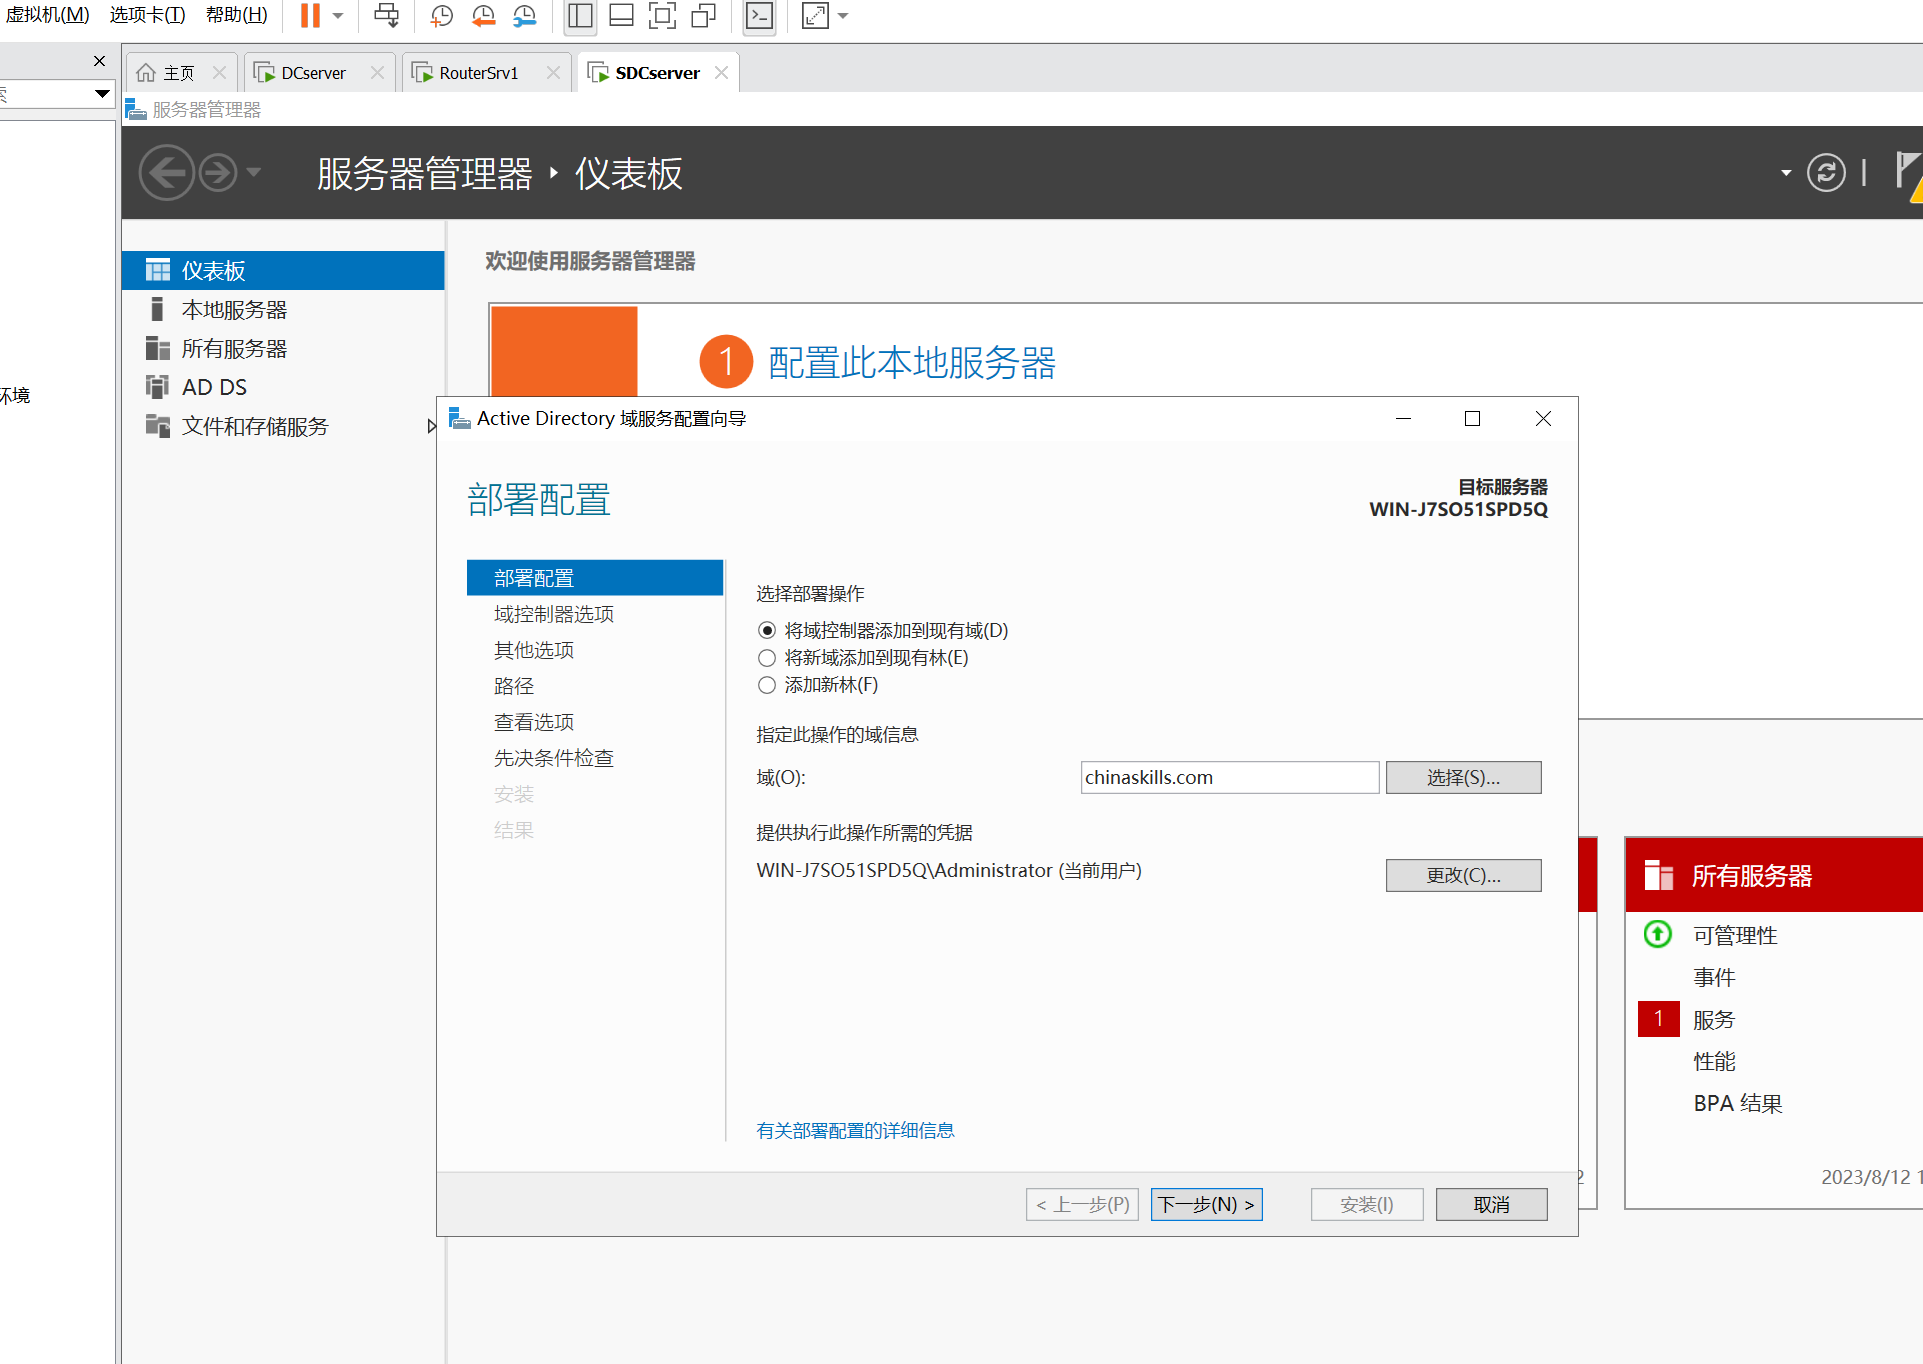 虚拟机(M) 选项卡(T) 帮助(H)
主页
DCserver
RouterSrv1
SDCserver
服务器管理器
服务器管理器 ‣ 仪表板
仪表板
本地服务器
所有服务器
AD DS
文件和存储服务
环境
欢迎使用服务器管理器
1 配置此本地服务器
Active Directory 域服务配置向导
部署配置
目标服务器
WIN-J7SO51SPD5Q
部署配置
域控制器选项
其他选项
路径
查看选项
先决条件检查
安装
结果
选择部署操作
将域控制器添加到现有域(D)
将新域添加到现有林(E)
添加新林(F)
指定此操作的域信息
域(O):
chinaskills.com
选择(S)...
提供执行此操作所需的凭据
WIN-J7SO51SPD5Q\Administrator (当前用户)
更改(C)...
有关部署配置的详细信息
< 上一步(P)
下一步(N) >
安装(I)
取消
所有服务器
可管理性
事件
1 服务
性能
BPA 结果
2023/8/12 1